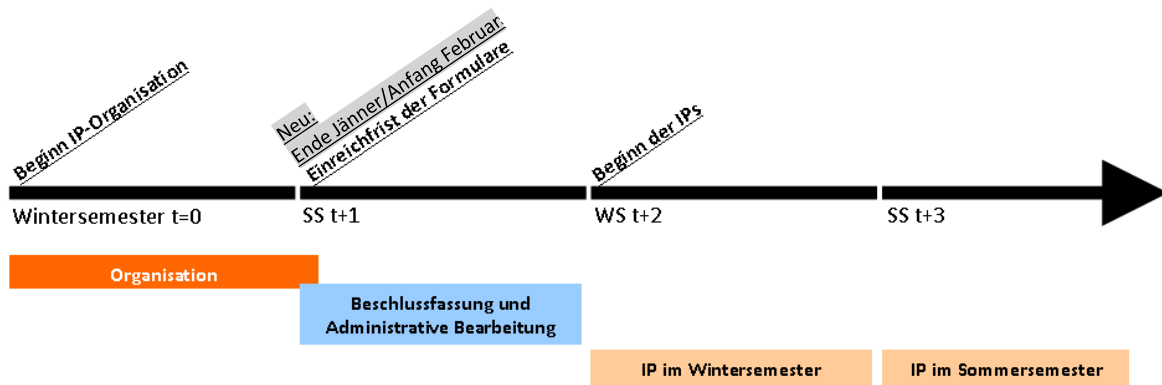 Beginn IP-Organisation
Neu:
Ende Jänner/Anfang Februar
Einreichfrist der Formulare
Beginn der IPs
Wintersemester t=0
SS t+1
WS t+2
SS t+3
Organisation
Beschlussfassung und
Administrative Bearbeitung
IP im Wintersemester
IP im Sommersemester